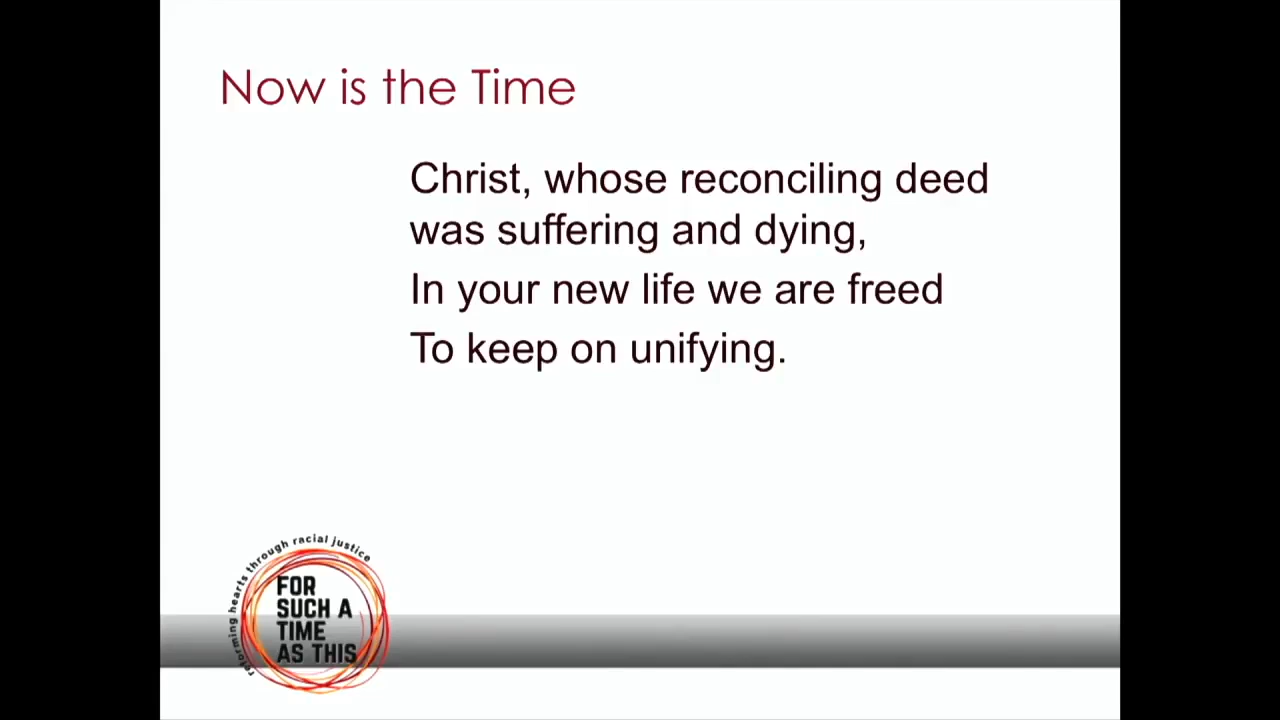 Now is the Time
Christ, whose reconciling deed
was suffering and dying,
In your new life we are freed
To keep on unifying.
reforming hearts through racial justice
FOR
SUCH A
TIME
AS THIS